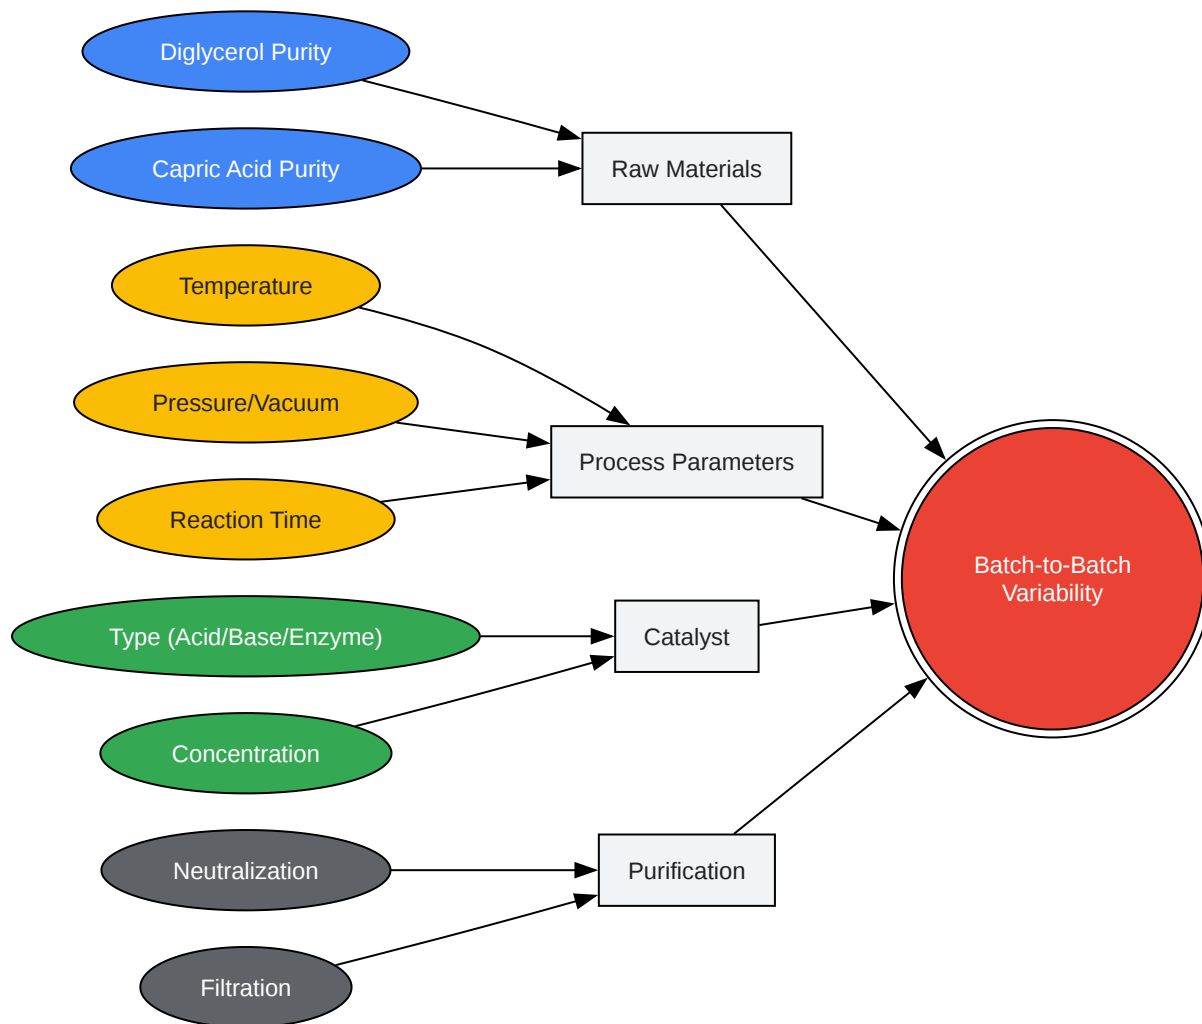 Diglycerol Purity
Capric Acid Purity
Raw Materials
Temperature
Pressure/Vacuum
Process Parameters
Reaction Time
Batch-to-Batch
Variability
Type (Acid/Base/Enzyme)
Catalyst
Concentration
Neutralization
Purification
Filtration